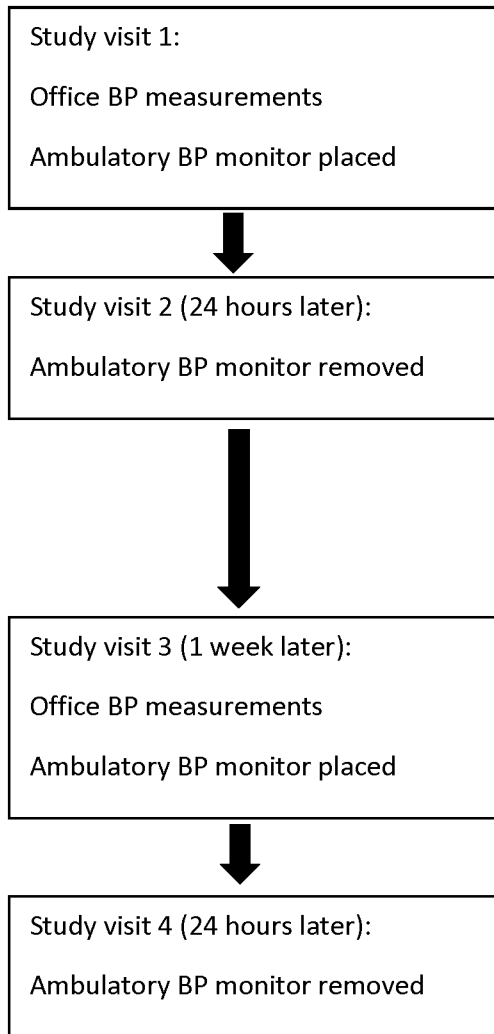 Study visit 1:
Office BP measurements
Ambulatory BP monitor placed
Study visit 2 (24 hours later):
Ambulatory BP monitor removed
Study visit 3 (1 week later):
Office BP measurements
Ambulatory BP monitor placed
Study visit 4 (24 hours later):
Ambulatory BP monitor removed